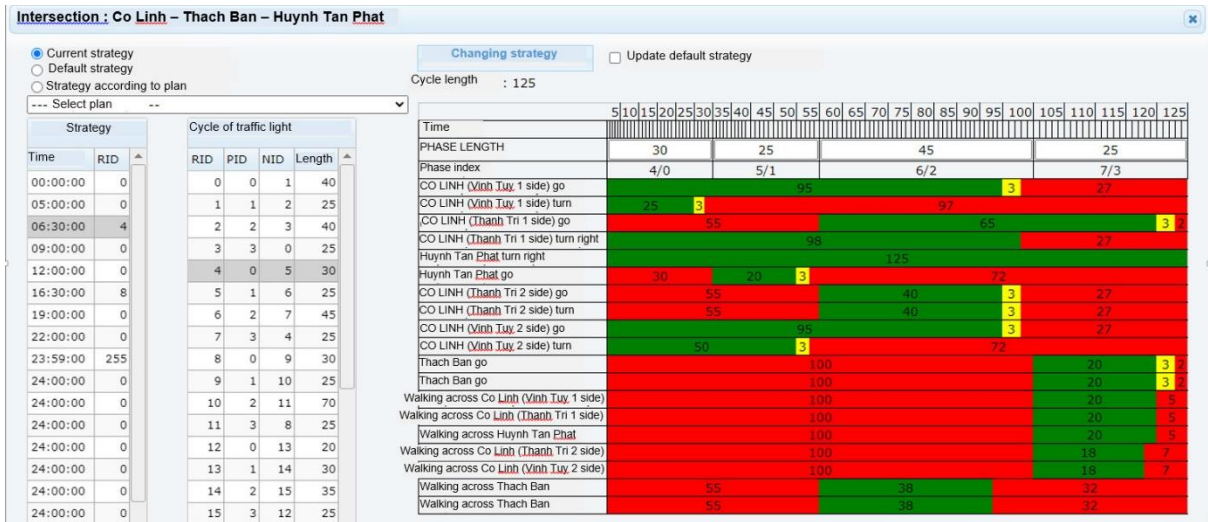 Intersection : Co Linh – Thach Ban – Huynh Tan Phat
Current strategy
Default strategy
Strategy according to plan
--- Select plan --
Changing strategy
Update default strategy
Cycle length : 125
Strategy
Time RID
00:00:00 0
05:00:00 0
06:30:00 4
09:00:00 0
12:00:00 0
16:30:00 8
19:00:00 0
22:00:00 0
23:59:00 255
24:00:00 0
24:00:00 0
24:00:00 0
24:00:00 0
24:00:00 0
24:00:00 0
24:00:00 0
Cycle of traffic light
RID PID NID Length
0 0 1 40
1 1 2 25
2 2 3 40
3 3 0 25
4 0 5 30
5 1 6 25
6 2 7 45
7 3 4 25
8 0 9 30
9 1 10 25
10 2 11 70
11 3 8 25
12 0 13 20
13 1 14 30
14 2 15 35
15 3 12 25
5 10 15 20 25 30 35 40 45 50 55 60 65 70 75 80 85 90 95 100 105 110 115 120 125
Time
PHASE LENGTH 30 25 45 25
Phase index 4/0 5/1 6/2 7/3
CO LINH (Vinh Tuy 1 side) go 95 3 27
CO LINH (Vinh Tuy 1 side) turn 25 3 97
,CO LINH (Thanh Tri 1 side) go 55 65 3 2
CO LINH (Thanh Tri 1 side) turn right 98 27
Huynh Tan Phat turn right 125
Huynh Tan Phat go 30 20 3 72
CO LINH (Thanh Tri 2 side) go 55 40 3 27
CO LINH (Thanh Tri 2 side) turn 55 40 3 27
CO LINH (Vinh Tuy 2 side) go 95 3 27
CO LINH (Vinh Tuy 2 side) turn 50 3 72
Thach Ban go 100 20 3 2
Thach Ban go 100 20 3 2
Walking across Co Linh (Vinh Tuy 1 side) 100 20 5
Walking across Co Linh (Thanh Tri 1 side) 100 20 5
Walking across Huynh Tan Phat 100 20 5
Walking across Co Linh (Thanh Tri 2 side) 100 18 7
Walking across Co Linh (Vinh Tuy 2 side) 100 18 7
Walking across Thach Ban 55 38 32
Walking across Thach Ban 55 38 32